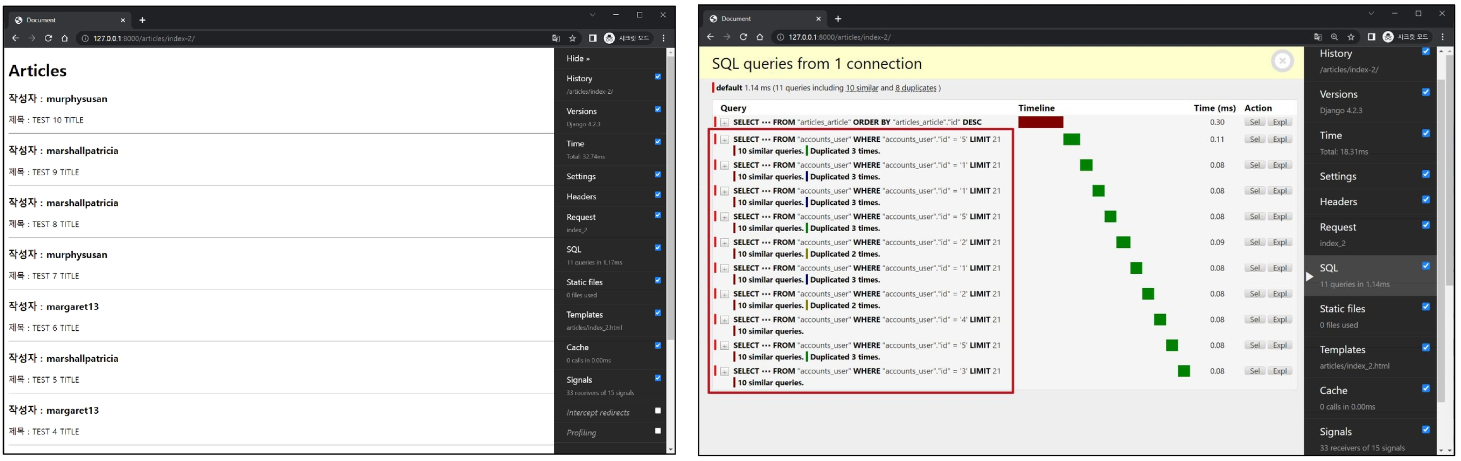 Document
127.0.0.1:8000/articles/index-2/
시크릿 모드
Articles
작성자 : murphysusan
제목 : TEST 10 TITLE
작성자 : marshallpatricia
제목 : TEST 9 TITLE
작성자 : marshallpatricia
제목 : TEST 8 TITLE
작성자 : murphysusan
제목 : TEST 7 TITLE
작성자 : margaret13
제목 : TEST 6 TITLE
작성자 : marshallpatricia
제목 : TEST 5 TITLE
작성자 : margaret13
제목 : TEST 4 TITLE
Hide »
History
/articles/index-2/
Versions
Django 4.2.3
Time
Total: 32.74ms
Settings
Headers
Request
index_2
SQL
11 queries in 1.17ms
Static files
0 files used
Templates
articles/index_2.html
Cache
0 calls in 0.00ms
Signals
33 receivers of 15 signals
Intercept redirects
Profiling
Document
127.0.0.1:8000/articles/index-2/
시크릿 모드
SQL queries from 1 connection
default 1.14 ms (11 queries including 10 similar and 8 duplicates )
Query Timeline Time (ms) Action
SELECT ••• FROM "articles_article" ORDER BY "articles_article"."id" DESC 0.30 Sel Expl
SELECT ••• FROM "accounts_user" WHERE "accounts_user"."id" = '5' LIMIT 21 0.11 Sel Expl
10 similar queries. Duplicated 3 times.
SELECT ••• FROM "accounts_user" WHERE "accounts_user"."id" = '1' LIMIT 21 0.08 Sel Expl
10 similar queries. Duplicated 3 times.
SELECT ••• FROM "accounts_user" WHERE "accounts_user"."id" = '1' LIMIT 21 0.08 Sel Expl
10 similar queries. Duplicated 3 times.
SELECT ••• FROM "accounts_user" WHERE "accounts_user"."id" = '5' LIMIT 21 0.08 Sel Expl
10 similar queries. Duplicated 3 times.
SELECT ••• FROM "accounts_user" WHERE "accounts_user"."id" = '2' LIMIT 21 0.09 Sel Expl
10 similar queries. Duplicated 2 times.
SELECT ••• FROM "accounts_user" WHERE "accounts_user"."id" = '1' LIMIT 21 0.08 Sel Expl
10 similar queries. Duplicated 3 times.
SELECT ••• FROM "accounts_user" WHERE "accounts_user"."id" = '2' LIMIT 21 0.08 Sel Expl
10 similar queries. Duplicated 2 times.
SELECT ••• FROM "accounts_user" WHERE "accounts_user"."id" = '4' LIMIT 21 0.08 Sel Expl
10 similar queries.
SELECT ••• FROM "accounts_user" WHERE "accounts_user"."id" = '5' LIMIT 21 0.08 Sel Expl
10 similar queries. Duplicated 3 times.
SELECT ••• FROM "accounts_user" WHERE "accounts_user"."id" = '3' LIMIT 21 0.08 Sel Expl
10 similar queries.
History
/articles/index-2/
Versions
Django 4.2.3
Time
Total: 18.31ms
Settings
Headers
Request
index_2
SQL
11 queries in 1.14ms
Static files
0 files used
Templates
articles/index_2.html
Cache
0 calls in 0.00ms
Signals
33 receivers of 15 signals